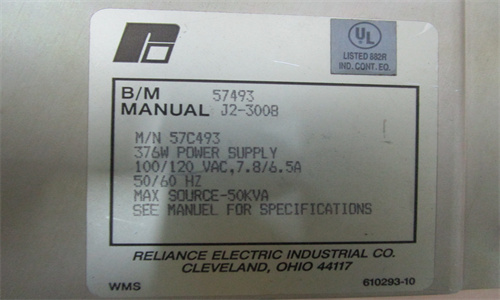 UL
LISTED 882R
IND. CONT. EQ.
B/M 57493
MANUAL J2-3008
M/N 57C493
376W POWER SUPPLY
100/120 VAC,7.8/6.5A
50/60 HZ
MAX SOURCE-50KVA
SEE MANUEL FOR SPECIFICATIONS
RELIANCE ELECTRIC INDUSTRIAL CO.
CLEVELAND, OHIO 44117
WMS 610293-10